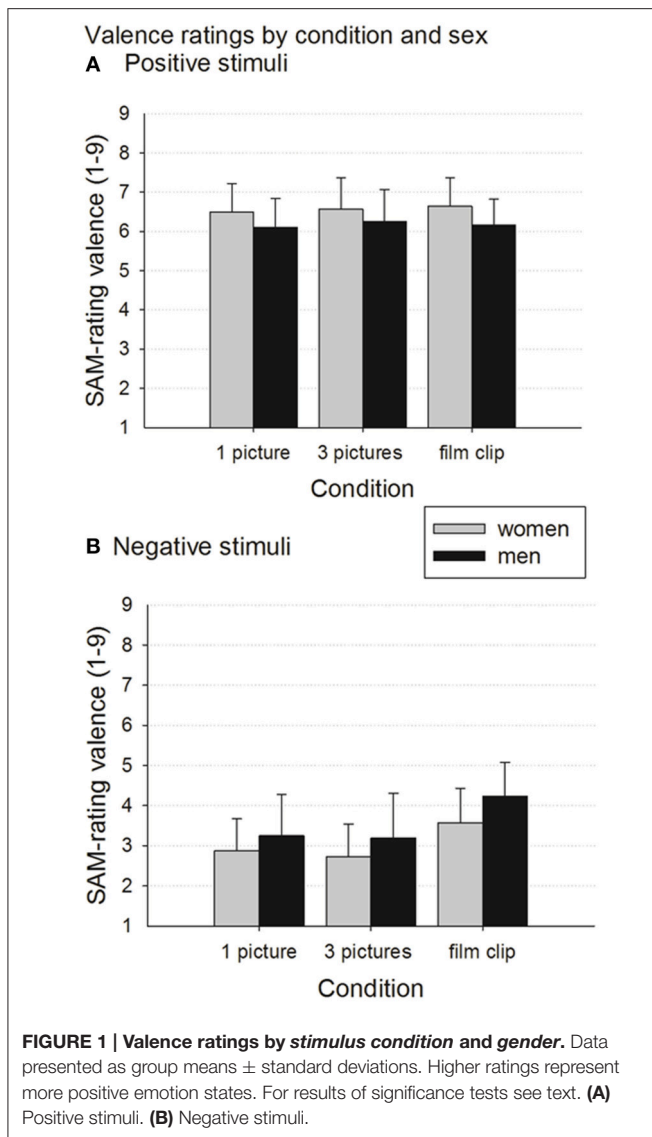 Valence ratings by condition and sex
A Positive stimuli
SAM-rating valence (1-9)
9
8
7
6
5
4
3
2
1
1 picture 3 pictures film clip
Condition
women
men
B Negative stimuli
SAM-rating valence (1-9)
9
8
7
6
5
4
3
2
1
1 picture 3 pictures film clip
Condition
FIGURE 1 | Valence ratings by stimulus condition and gender. Data
presented as group means ± standard deviations. Higher ratings represent
more positive emotion states. For results of significance tests see text. (A)
Positive stimuli. (B) Negative stimuli.